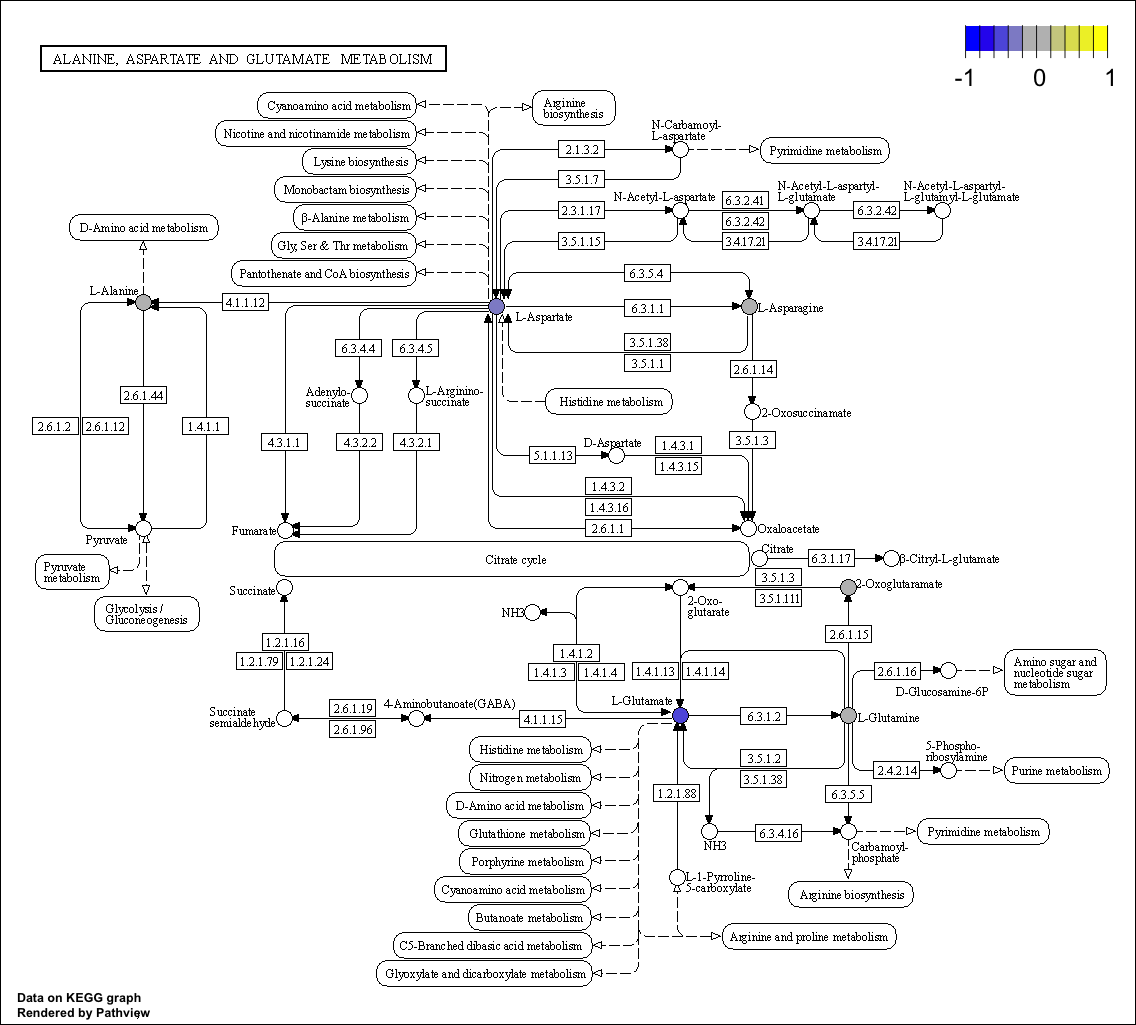 ALANINE, ASPARTATE AND GLUTAMATE METABOLISM
-1
0
1
Cyanoamino acid metabolism
Arginine
biosynthesis
Nicotine and nicotinamide metabolism
Lysine biosynthesis
Monobactam biosynthesis
β-Alanine metabolism
Gly, Ser & Thr metabolism
Pantothenate and CoA biosynthesis
N-Carbamoyl-
L-aspartate
2.1.3.2
Pyrimidine metabolism
3.5.1.7
N-Acetyl-L-aspartate
N-Acetyl-L-aspartyl-
L-glutamate
N-Acetyl-L-aspartyl-
L-glutamyl-L-glutamate
2.3.1.17
6.3.2.41
6.3.2.42
6.3.2.42
3.5.1.15
3.4.17.21
3.4.17.21
D-Amino acid metabolism
L-Alanine
4.1.1.12
6.3.5.4
L-Aspartate
6.3.1.1
L-Asparagine
3.5.1.38
3.5.1.1
6.3.4.4
6.3.4.5
2.6.1.14
2.6.1.44
Adenylo-
succinate
L-Arginino-
succinate
Histidine metabolism
2-Oxosuccinamate
2.6.1.2
2.6.1.12
1.4.1.1
4.3.1.1
4.3.2.2
4.3.2.1
D-Aspartate
5.1.1.13
1.4.3.1
1.4.3.15
3.5.1.3
1.4.3.2
1.4.3.16
2.6.1.1
Pyruvate
Fumarate
Oxaloacetate
Citrate cycle
Citrate
6.3.1.17
β-Citryl-L-glutamate
Pyruvate
metabolism
Glycolysis /
Gluconeogenesis
Succinate
3.5.1.3
3.5.1.111
2-Oxoglutaramate
NH3
2-Oxo-
glutarate
1.2.1.16
1.2.1.79
1.2.1.24
1.4.1.2
1.4.1.3
1.4.1.4
1.4.1.13
1.4.1.14
2.6.1.15
2.6.1.16
D-Glucosamine-6P
Amino sugar and
nucleotide sugar
metabolism
Succinate
semialdehyde
2.6.1.19
2.6.1.96
4-Aminobutanoate(GABA)
4.1.1.15
L-Glutamate
6.3.1.2
L-Glutamine
Histidine metabolism
Nitrogen metabolism
D-Amino acid metabolism
Glutathione metabolism
Porphyrine metabolism
Cyanoamino acid metabolism
Butanoate metabolism
C5-Branched dibasic acid metabolism
Glyoxylate and dicarboxylate metabolism
3.5.1.2
3.5.1.38
1.2.1.88
5-Phospho-
ribosylamine
2.4.2.14
Purine metabolism
6.3.5.5
NH3
6.3.4.16
Carbamoyl-
phosphate
Pyrimidine metabolism
L-1-Pyrroline-
5-carboxylate
Arginine biosynthesis
Arginine and proline metabolism
Data on KEGG graph
Rendered by Pathview